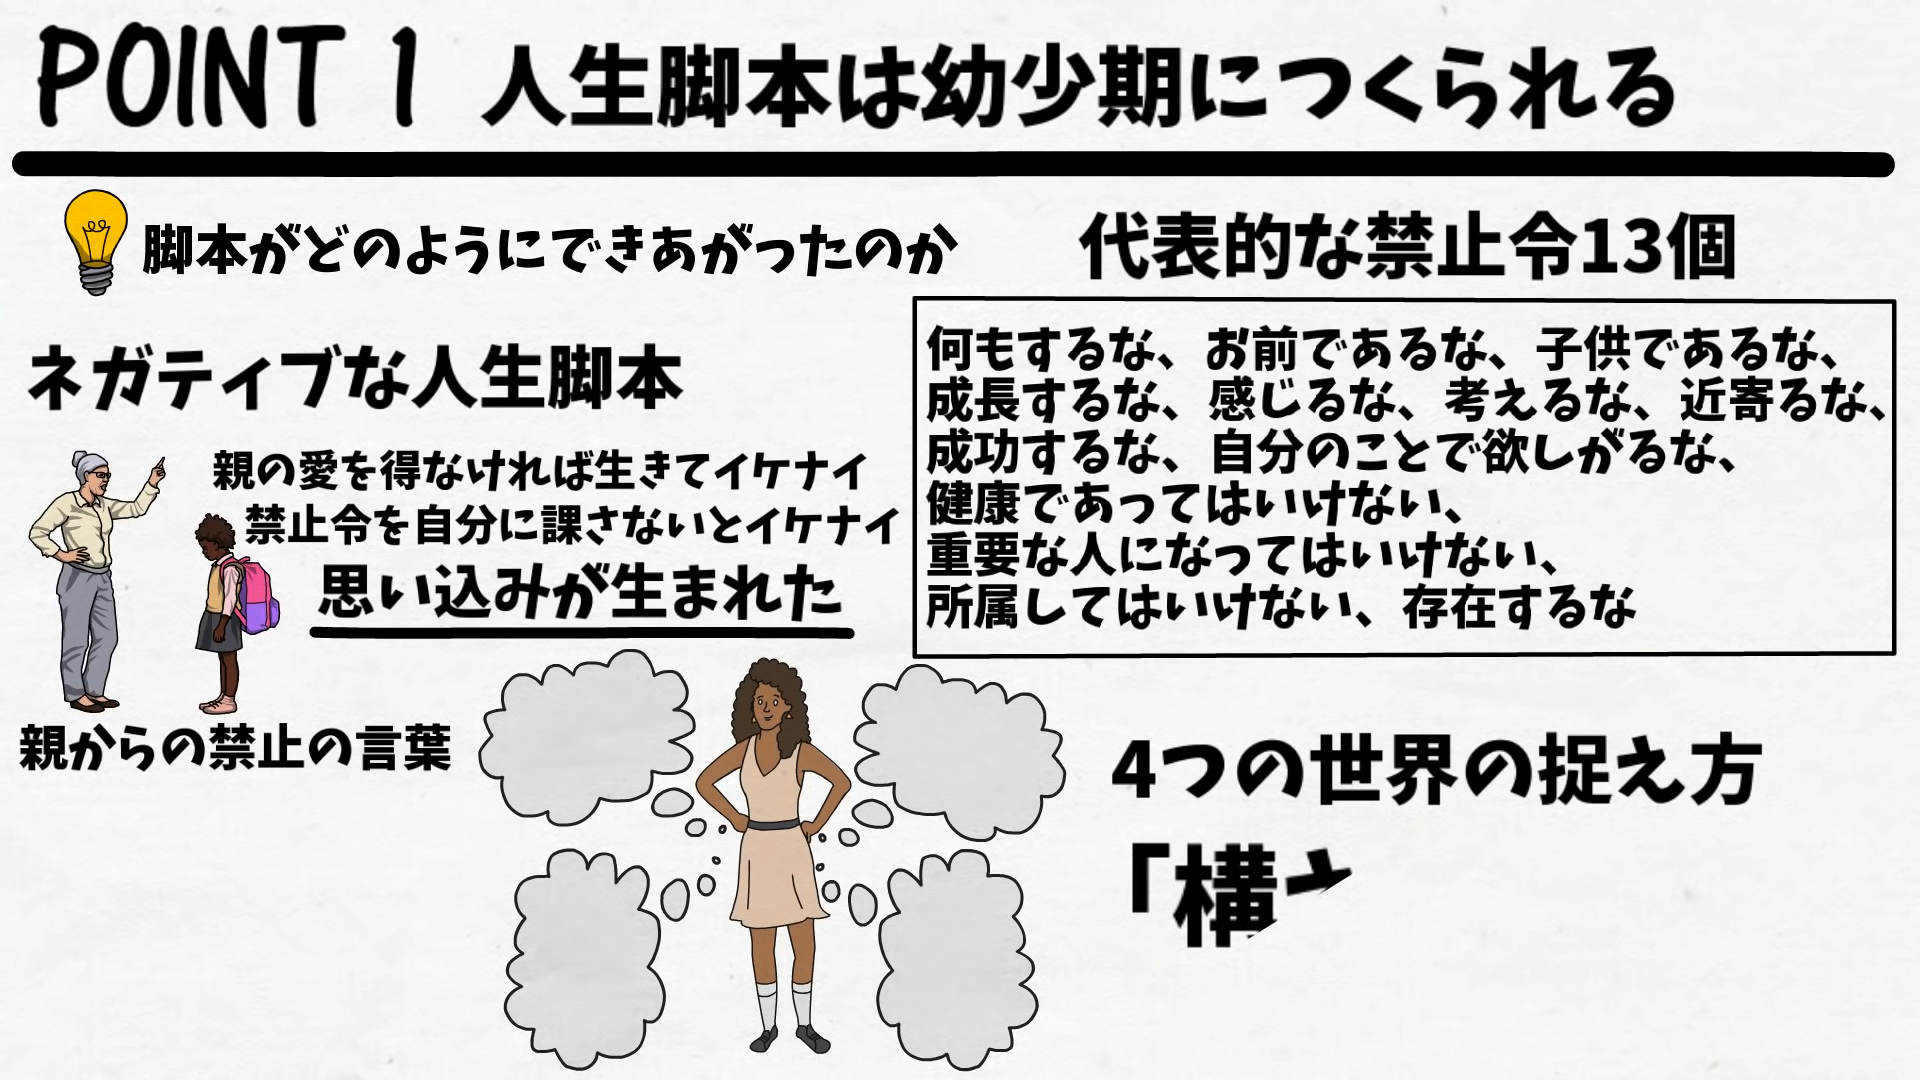 POINT 1 人生脚本は幼少期につくられる
脚本がどのようにできあがったのか
ネガティブな人生脚本
親の愛を得なければ生きてイケナイ
禁止令を自分に課さないとイケナイ
思い込みが生まれた
親からの禁止の言葉
代表的な禁止令13個
何もするな、お前であるな、子供であるな、
成長するな、感じるな、考えるな、近寄るな、
成功するな、自分のことで欲しがるな、
健康であってはいけない、
重要な人になってはいけない、
所属してはいけない、存在するな
4つの世界の捉え方
「構